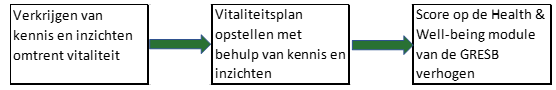 Verkrijgen van
kennis en inzichten
omtrent vitaliteit
Vitaliteitsplan
opstellen met
behulp van kennis en
inzichten
Score op de Health &
Well-being module
van de GRESB
verhogen